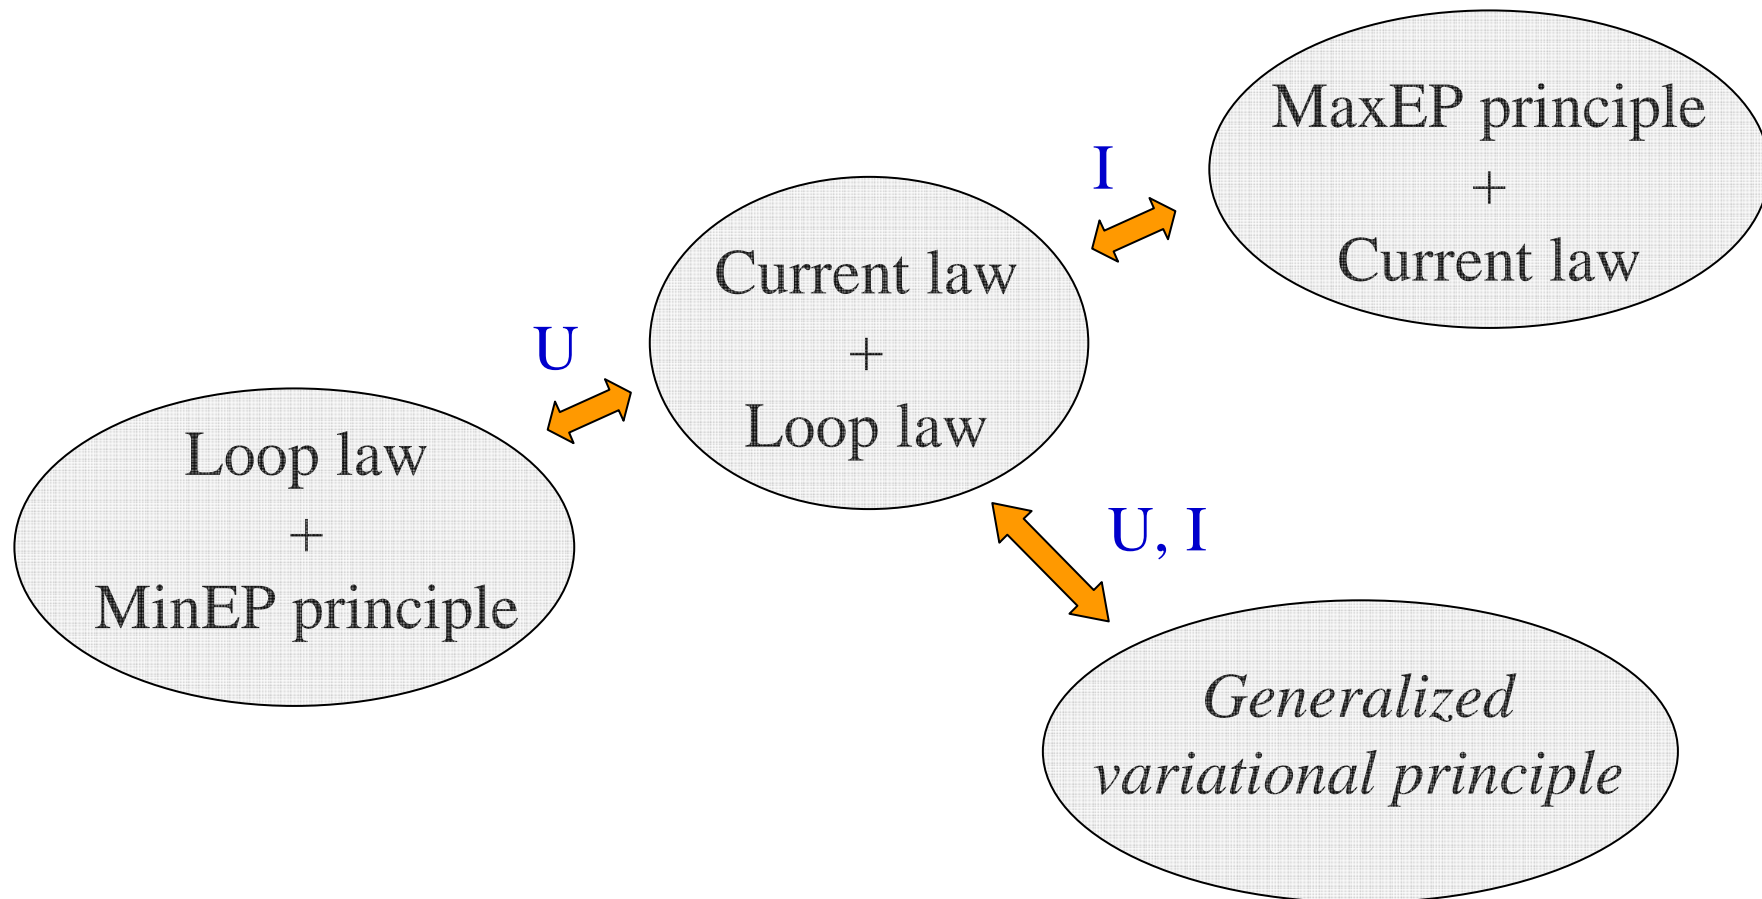 MaxEP principle
+
Current law
I
Current law
+
Loop law
U
Loop law
+
MinEP principle
U, I
Generalized
variational principle